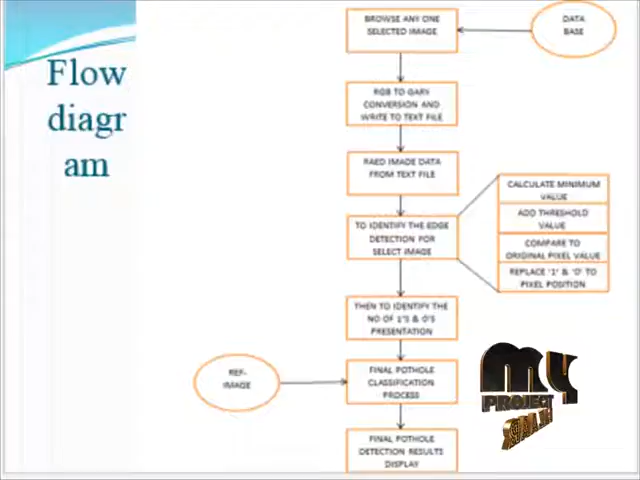 Flow
diagr
am
BROWSE ANY ONE
SELECTED IMAGE
DATA
BASE
RGB TO GARY
CONVERSION AND
WRITE TO TEXT FILE
RAED IMADE DATA
FROM TEXT FILE
TO IDENTIFY THE EDGE
DETECTION FOR
SELECT IMAGE
CALCULATE MINIMUM
VALUE
ADD THRESHOLD
VALUE
COMPARE TO
ORIGINAL PIXEL VALUE
REPLACE '1' & '0' TO
PIXEL POSITION
THEN TO IDENTIFY THE
NO OF 1'S & 0'S
PRESENTATION
REF-
IMAGE
FINAL POTHOLE
CLASSIFICATION
PROCESS
FINAL POTHOLE
DETECTION RESULTS
DISPLAY
MY
PROJECT